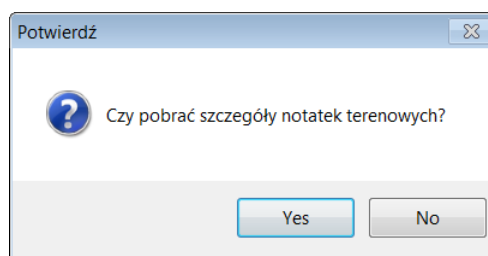 Potwierdź
Czy pobrać szczegóły notatek terenowych?
Yes
No